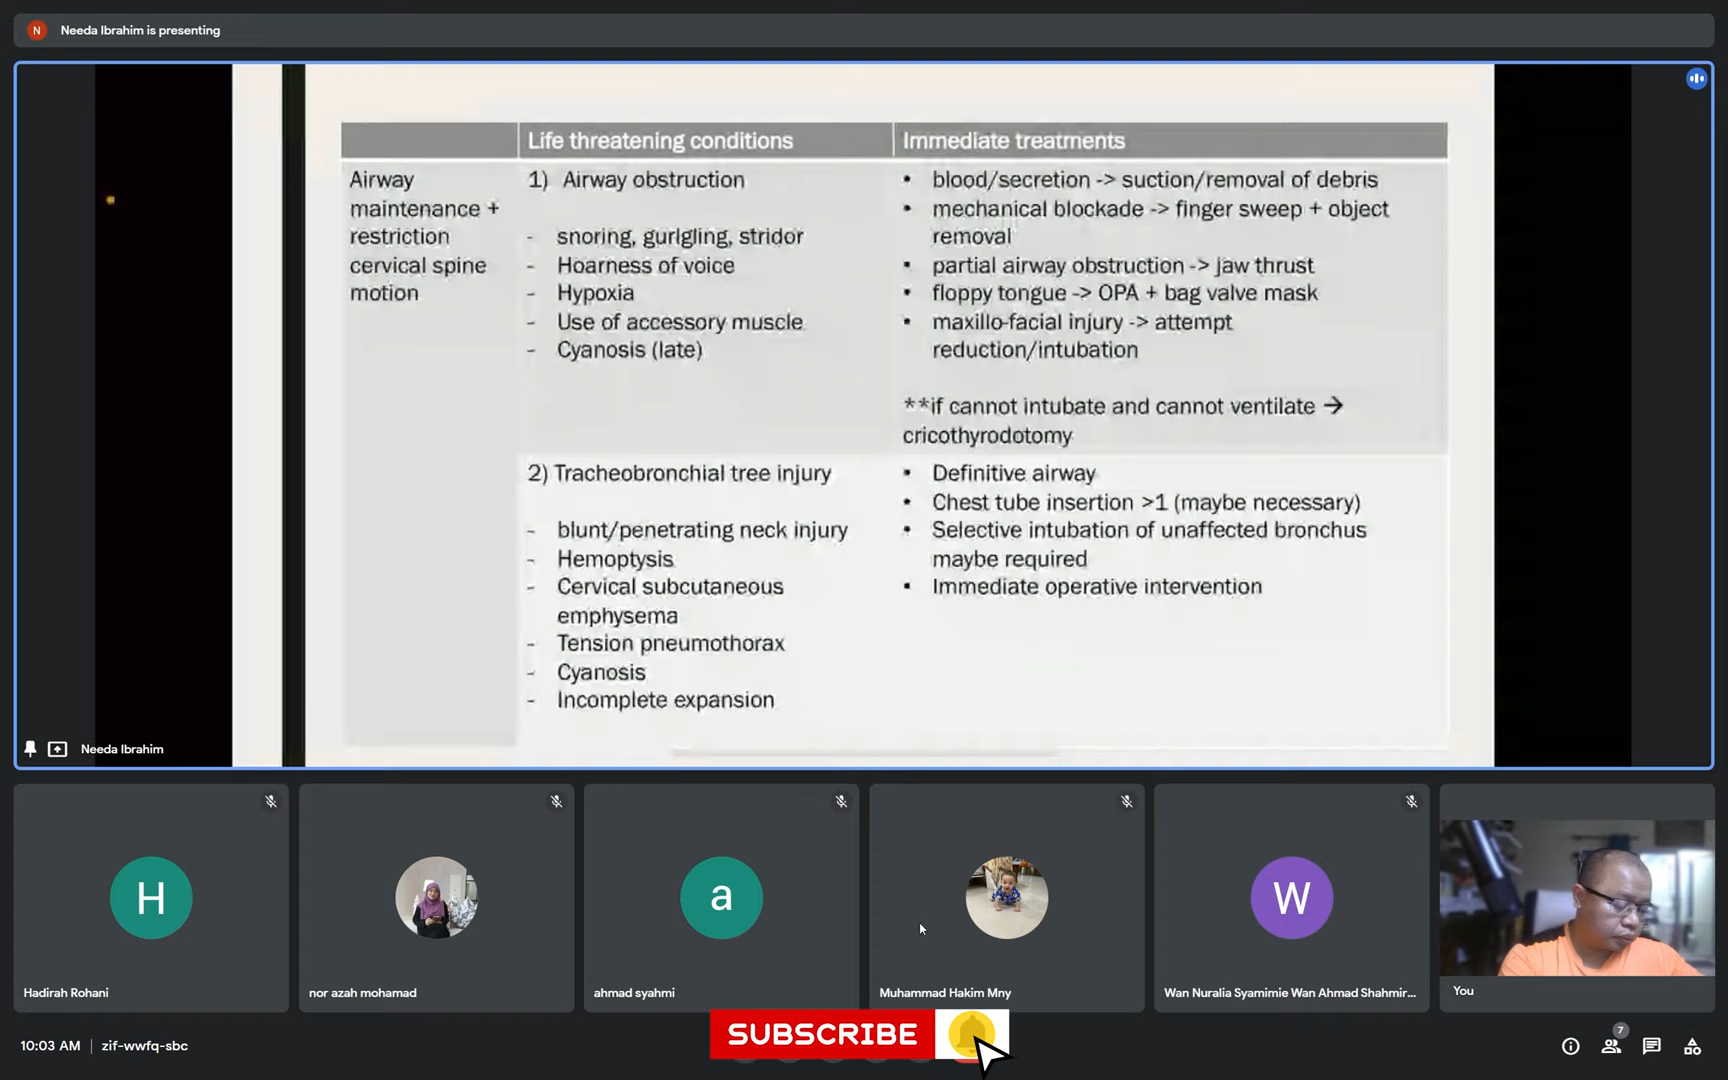 N Needa Ibrahim is presenting
Life threatening conditions
Immediate treatments
Airway
maintenance +
restriction
cervical spine
motion
1) Airway obstruction
- snoring, gurlgling, stridor
- Hoarness of voice
- Hypoxia
- Use of accessory muscle
- Cyanosis (late)
• blood/secretion -> suction/removal of debris
• mechanical blockade -> finger sweep + object
removal
• partial airway obstruction -> jaw thrust
• floppy tongue -> OPA + bag valve mask
• maxillo-facial injury -> attempt
reduction/intubation
**if cannot intubate and cannot ventilate →
cricothyrodotomy
2) Tracheobronchial tree injury
- blunt/penetrating neck injury
- Hemoptysis
- Cervical subcutaneous
emphysema
- Tension pneumothorax
- Cyanosis
- Incomplete expansion
• Definitive airway
• Chest tube insertion >1 (maybe necessary)
• Selective intubation of unaffected bronchus
maybe required
• Immediate operative intervention
Needa Ibrahim
H
a
W
Hadirah Rohani
nor azah mohamad
ahmad syahmi
Muhammad Hakim Mny
Wan Nuralia Syamimie Wan Ahmad Shahmir...
You
SUBSCRIBE
10:03 AM | zif-wwfq-sbc
7